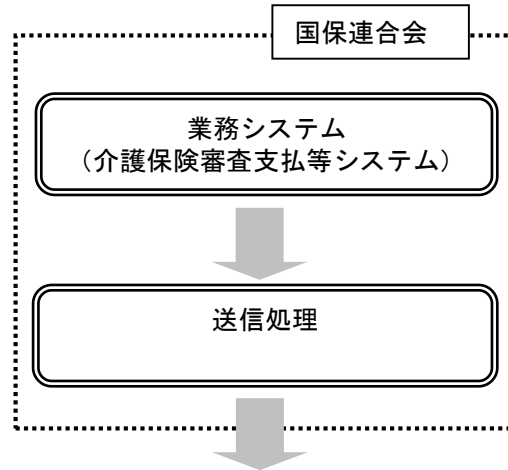 国保連合会
業務システム
（介護保険審査支払等システム）
送信処理